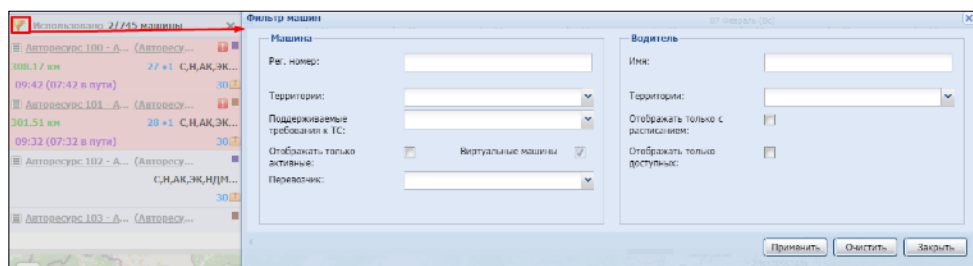 Использовано 2/745 машины
Авторесурс 100 - А... (Авторесу...
308.17 км 27 +1 С,Н,АК,ЭК...
09:42 (07:42 в пути) 30
Авторесурс 101 - А... (Авторесу...
301.51 км 28 +1 С,Н,АК,ЭК...
09:32 (07:32 в пути) 30
Авторесурс 102 - А... (Авторесу...
С,Н,АК,ЭК,НДМ...
30
Авторесурс 103 - А... (Авторесу...
Фильтр машин
07 Февраль (Вс)
Машина
Рег. номер:
Территории:
Поддерживаемые
требования к ТС:
Отображать только
активные:
Виртуальные машины
Перевозчик:
Водитель
Имя:
Территории:
Отображать только с
расписанием:
Отображать только
доступных:
Применить Очистить Закрыть